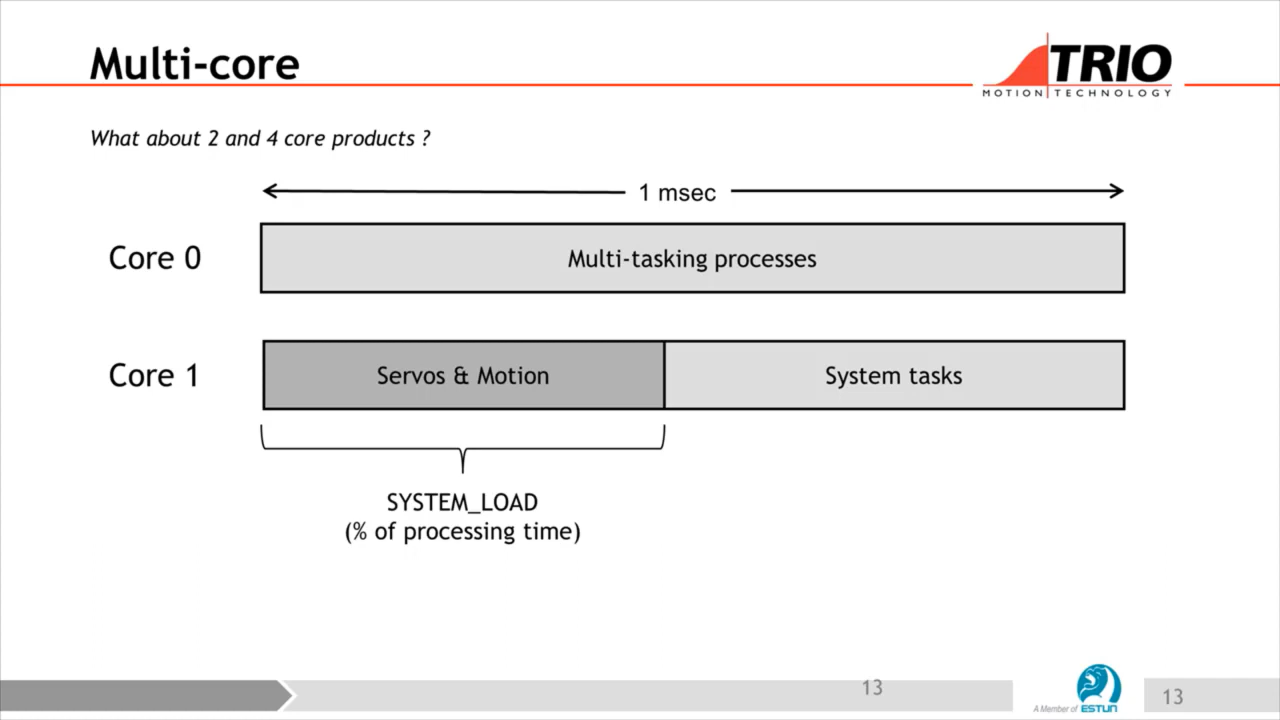 Multi-core
TRIO
MOTION TECHNOLOGY
What about 2 and 4 core products ?
1 msec
Core 0
Multi-tasking processes
Core 1
Servos & Motion
System tasks
SYSTEM_LOAD
(% of processing time)
13
A Member of ESTUN
13